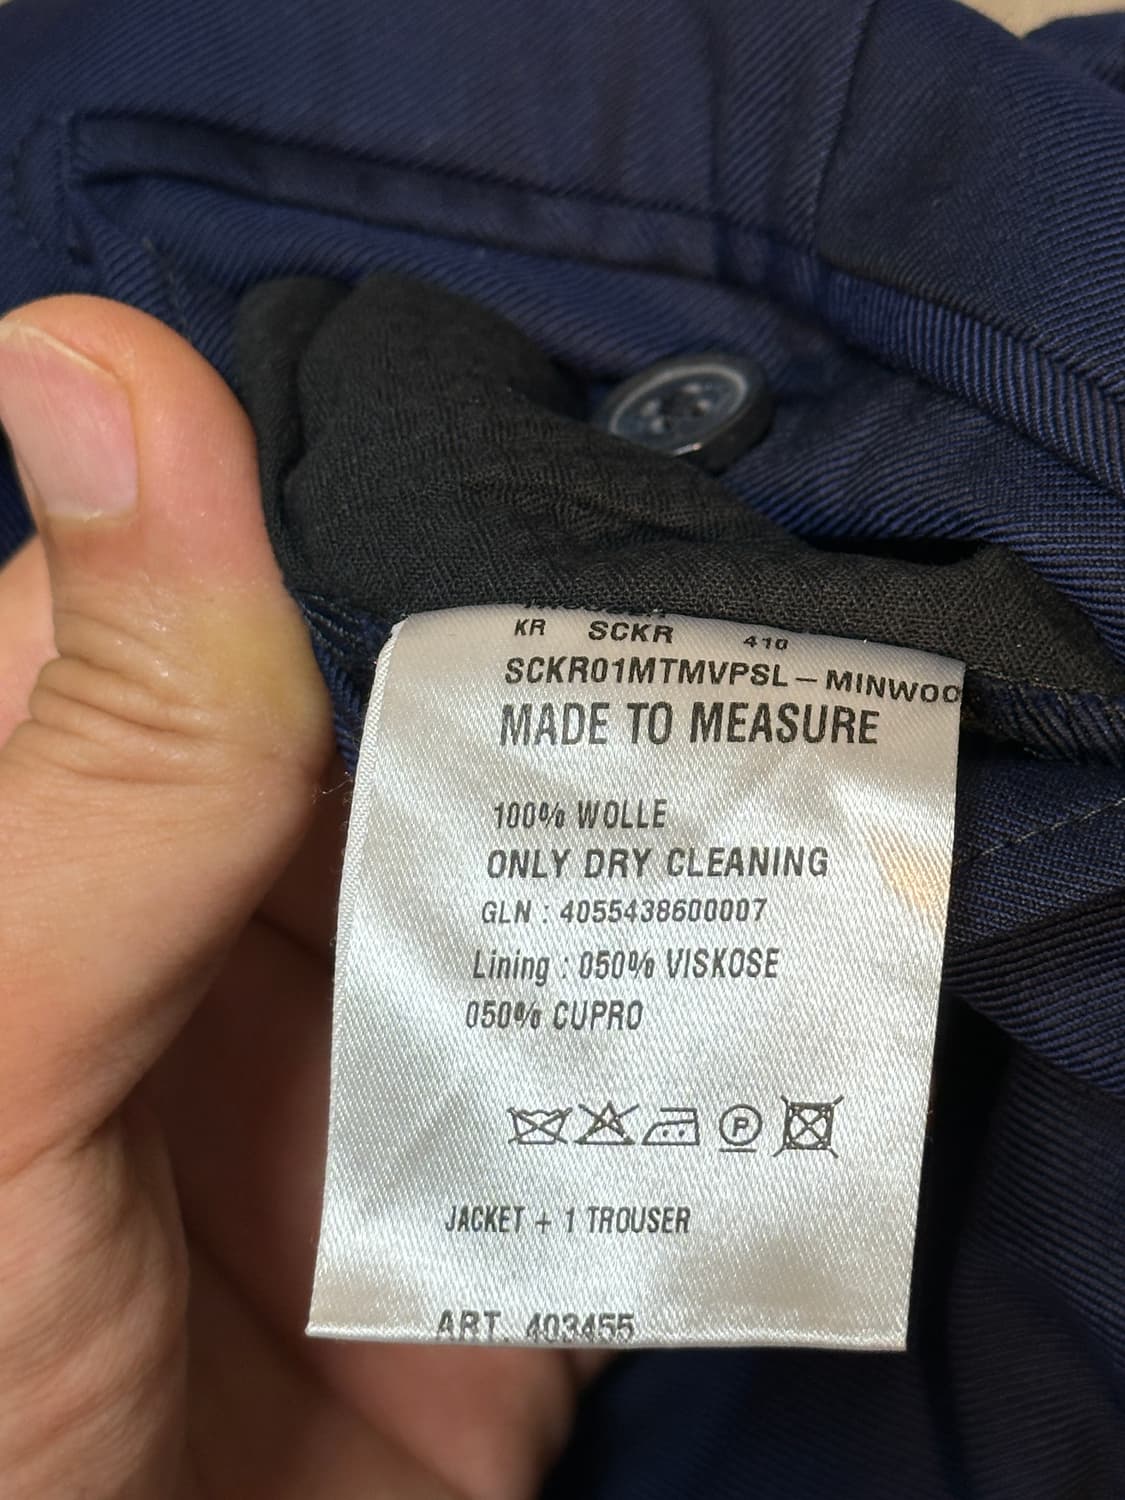 KR SCKR 410
SCKR01MTMVPSL-MINWOO
MADE TO MEASURE
100% WOLLE
ONLY DRY CLEANING
GLN : 4055438600007
Lining : 050% VISKOSE
050% CUPRO
P
JACKET + 1 TROUSER
ART. 403455